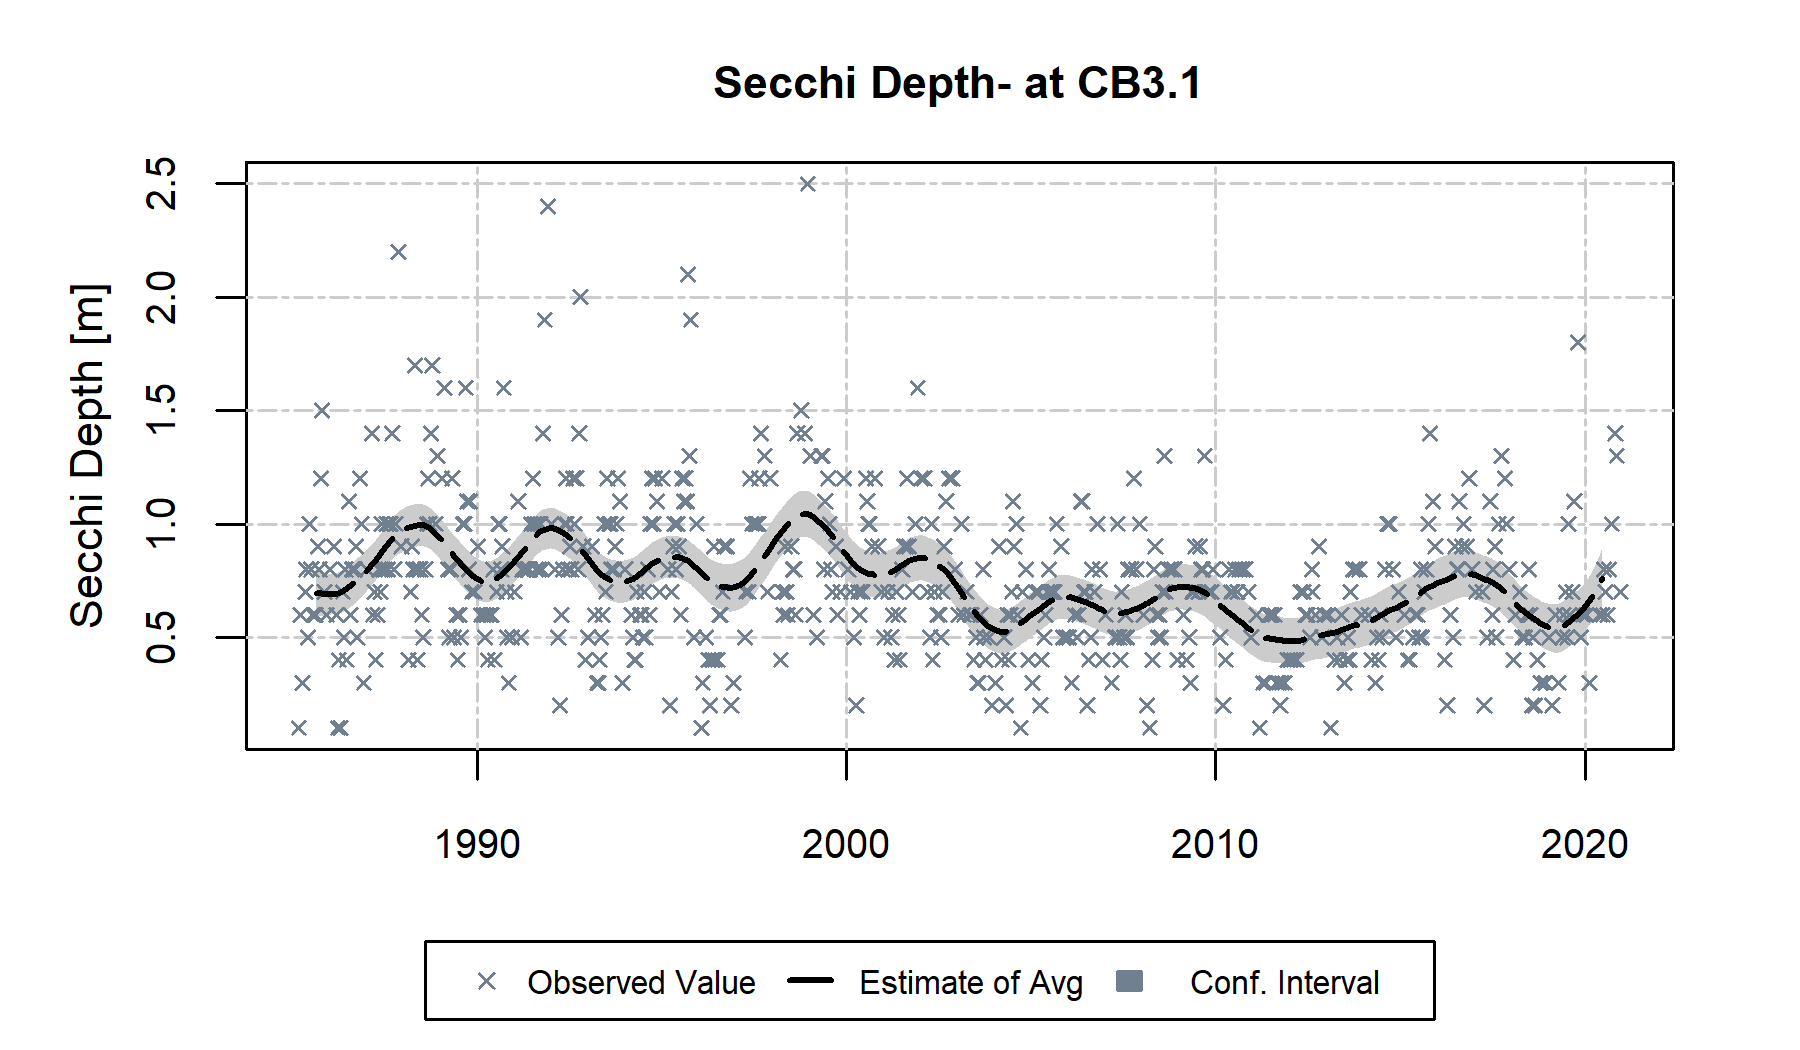 Secchi Depth- at CB3.1
Secchi Depth [m]
2.5
2.0
1.5
1.0
0.5
1990 2000 2010 2020
Observed Value Estimate of Avg Conf. Interval